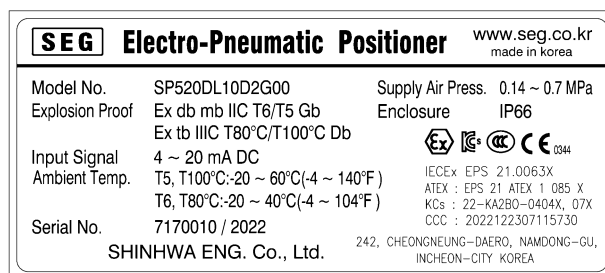 SEG Electro-Pneumatic Positioner www.seg.co.kr
made in korea
Model No. SP520DL10D2G00 Supply Air Press. 0.14 ~ 0.7 MPa
Explosion Proof Ex db mb IIC T6/T5 Gb Enclosure IP66
Ex tb IIIC T80°C/T100°C Db
Input Signal 4 ~ 20 mA DC
Ambient Temp. T5, T100°C:-20 ~ 60°C(-4 ~ 140°F )
T6, T80°C:-20 ~ 40°C(-4 ~ 104°F )
Serial No. 7170010 / 2022
SHINHWA ENG. Co., Ltd.
Ex s CCC CE 0344
IECEx EPS 21.0063X
ATEX : EPS 21 ATEX 1 085 X
KCs : 22-KA2BO-0404X, 07X
CCC : 2022122307115730
242, CHEONGNEUNG-DAERO, NAMDONG-GU,
INCHEON-CITY KOREA